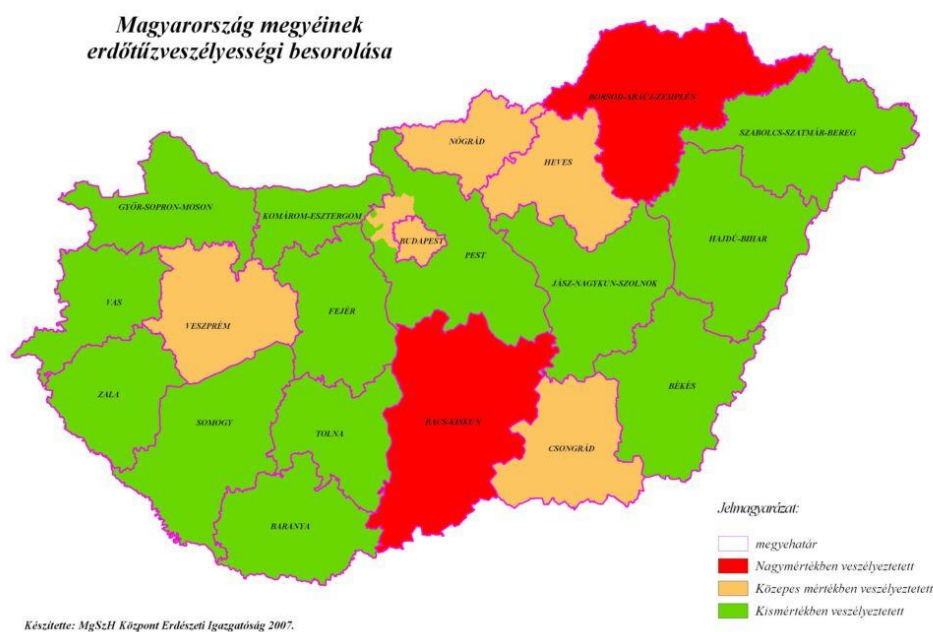 Magyarország megyéinek
erdőtűzveszélyességi besorolása
BORSOD-ABAÚJ-ZEMPLÉN
SZABOLCS-SZATMÁR-BEREG
NÓGRÁD
HEVES
GYŐR-SOPRON-MOSON
KOMÁROM-ESZTERGOM
BUDAPEST
PEST
HAJDÚ-BIHAR
JÁSZ-NAGYKUN-SZOLNOK
VAS
VESZPRÉM
FEJÉR
ZALA
SOMOGY
TOLNA
BÁCS-KISKUN
BÉKÉS
CSONGRÁD
BARANYA
Jelmagyarázat:
megyehatár
Nagymértékben veszélyeztetett
Közepes mértékben veszélyeztetett
Kismértékben veszélyeztetett
Készítette: MgSzH Központ Erdészeti Igazgatóság 2007.